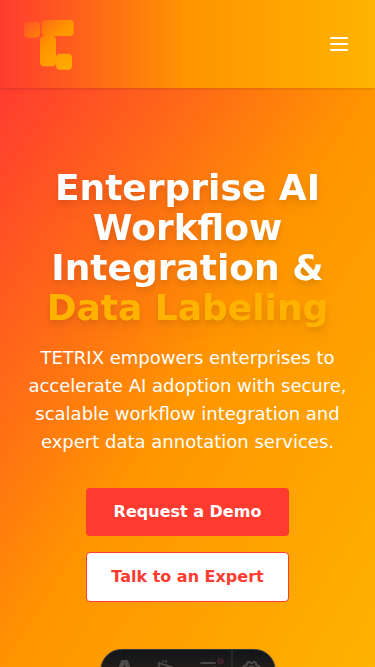 Enterprise AI
Workflow
Integration &
Data Labeling
TETRIX empowers enterprises to
accelerate AI adoption with secure,
scalable workflow integration and
expert data annotation services.
Request a Demo
Talk to an Expert